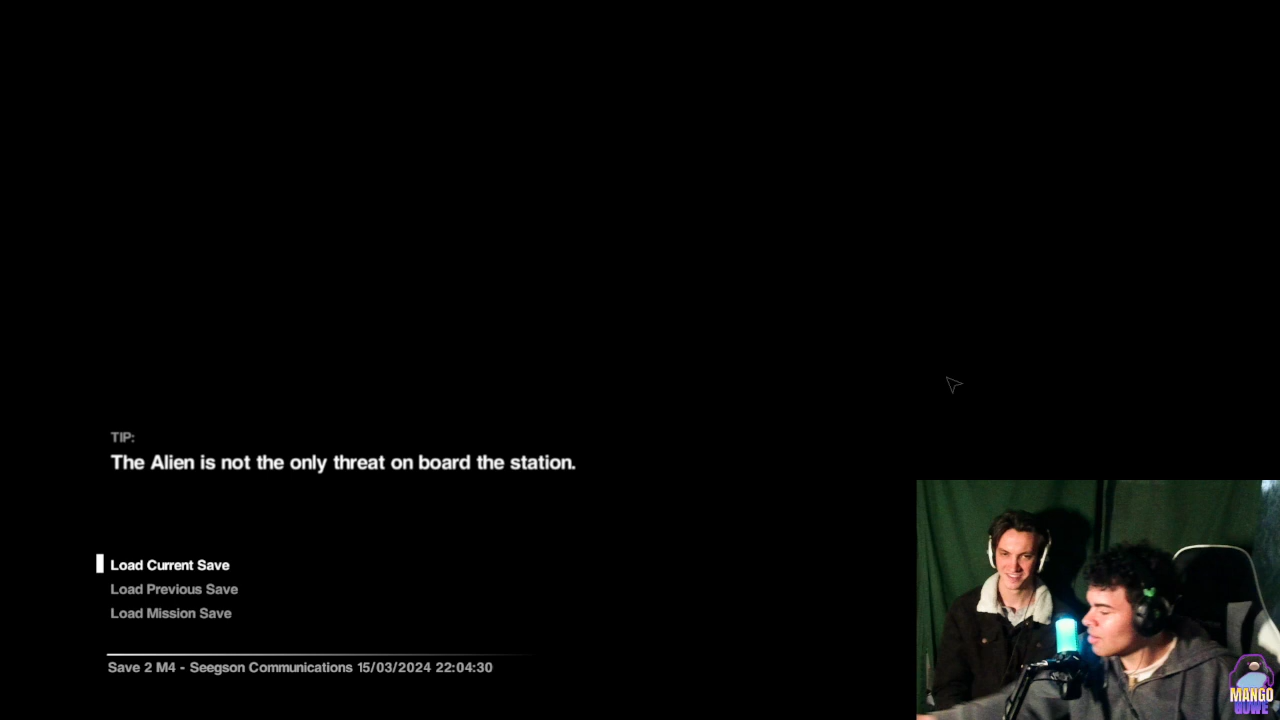 TIP:
The Alien is not the only threat on board the station.
Load Current Save
Load Previous Save
Load Mission Save
Save 2 M4 - Seegson Communications 15/03/2024 22:04:30
MANGO